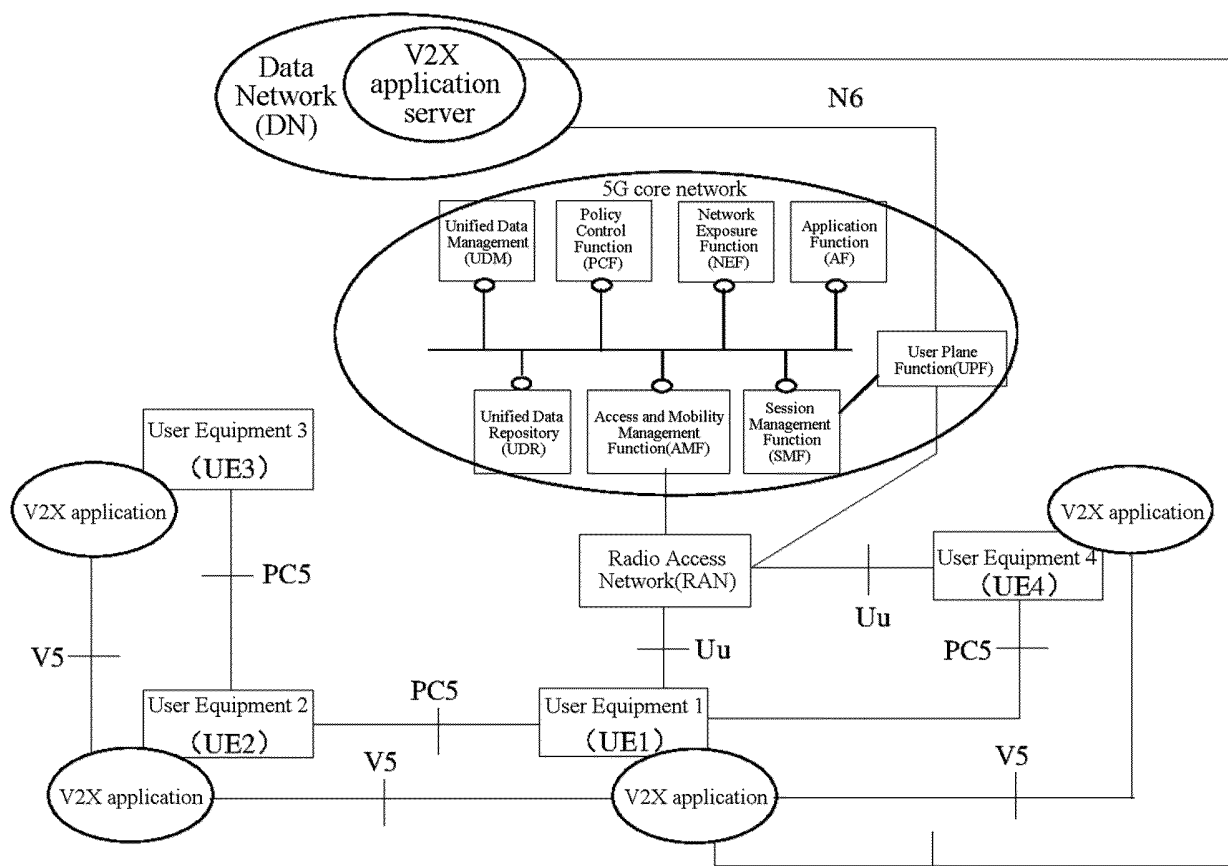 V2X
application
server
Data
Network
(DN)
N6
5G core network
Unified Data
Management
(UDM)
Policy
Control
Function
(PCF)
Network
Exposure
Function
(NEF)
Application
Function
(AF)
User Plane
Function(UPF)
Unified Data
Repository
(UDR)
Access and Mobility
Management
Function(AMF)
Session
Management
Function
(SMF)
User Equipment 3
（UE3）
V2X application
V2X application
Radio Access
Network(RAN)
User Equipment 4
（UE4）
PC5
Uu
V5
Uu
PC5
User Equipment 2
（UE2）
PC5
User Equipment 1
（UE1）
V5
V5
V2X application
V2X application